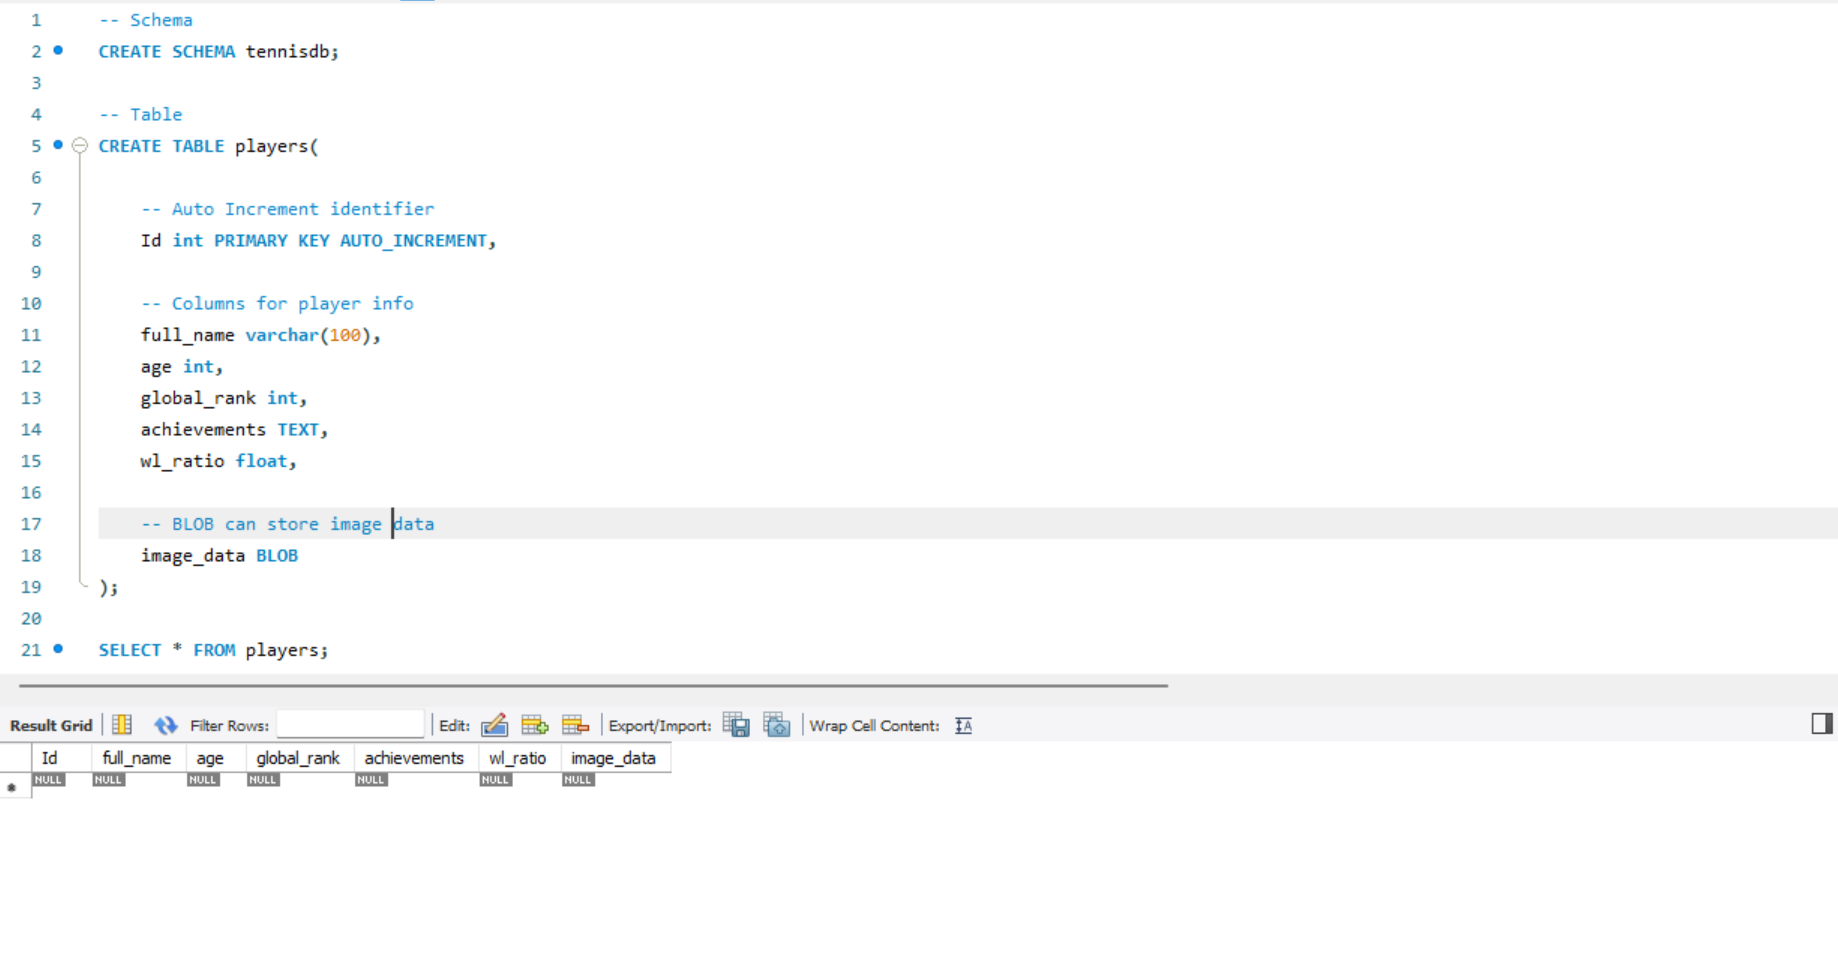 1 -- Schema
2 CREATE SCHEMA tennisdb;
3
4 -- Table
5 CREATE TABLE players(
6
7 -- Auto Increment identifier
8 Id int PRIMARY KEY AUTO_INCREMENT,
9
10 -- Columns for player info
11 full_name varchar(100),
12 age int,
13 global_rank int,
14 achievements TEXT,
15 wl_ratio float,
16
17 -- BLOB can store image data
18 image_data BLOB
19 );
20
21 SELECT * FROM players;
Result Grid Filter Rows: Edit: Export/Import: Wrap Cell Content: IA
Id full_name age global_rank achievements wl_ratio image_data
NULL NULL NULL NULL NULL NULL NULL